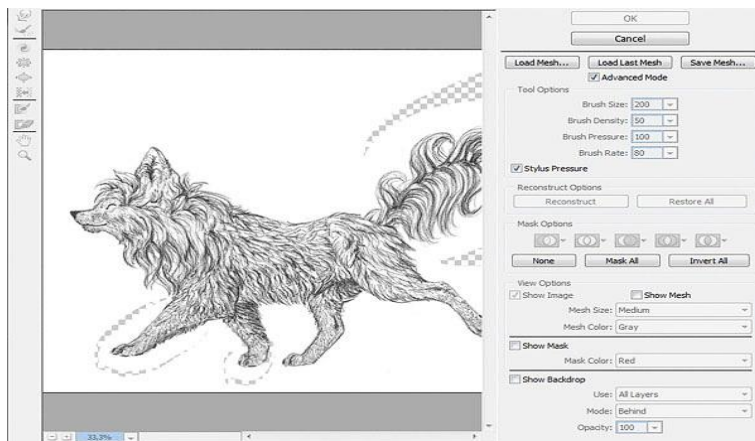 OK
Cancel
Load Mesh... Load Last Mesh Save Mesh...
Advanced Mode
Tool Options
Brush Size: 200
Brush Density: 50
Brush Pressure: 100
Brush Rate: 80
Stylus Pressure
Reconstruct Options
Reconstruct Restore All
Mask Options
None Mask All Invert All
View Options
Show Image Show Mesh
Mesh Size: Medium
Mesh Color: Gray
Show Mask
Mask Color: Red
Show Backdrop
Use: All Layers
Mode: Behind
Opacity: 100
33,3%